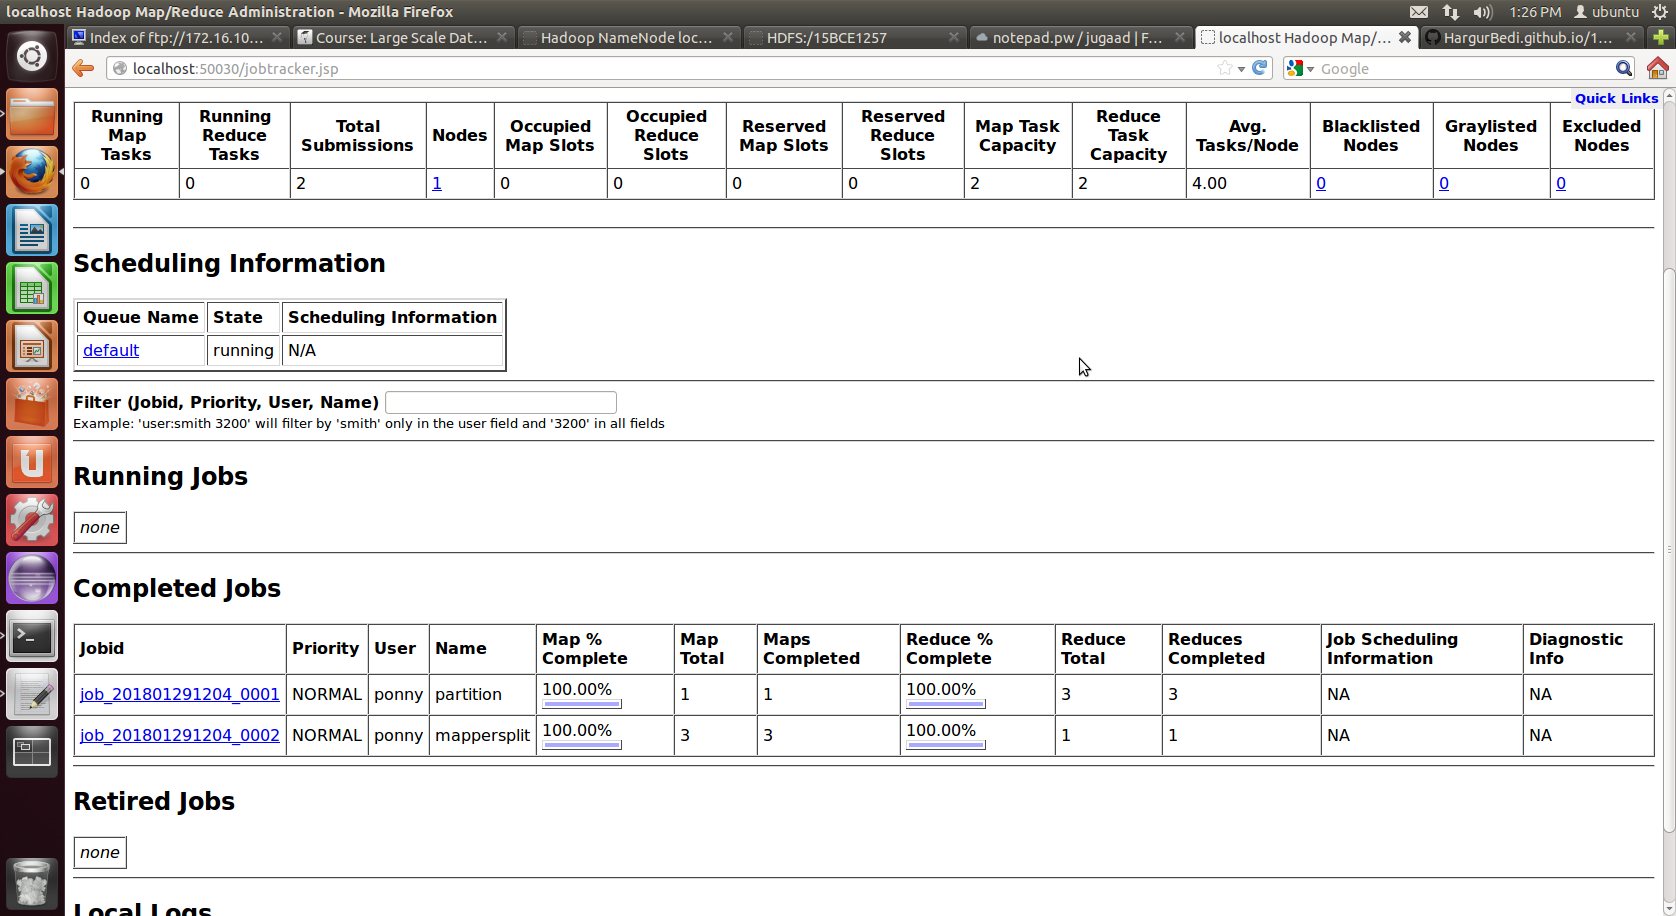 localhost Hadoop Map/Reduce Administration - Mozilla Firefox
1:26 PM ubuntu
Index of ftp://172.16.10... Course: Large Scale Dat... Hadoop NameNode loc... HDFS:/15BCE1257 notepad.pw / jugaad | F... localhost Hadoop Map/... HargurBedi.github.io/1...
localhost:50030/jobtracker.jsp Google
Quick Links
Running Map Tasks Running Reduce Tasks Total Submissions Nodes Occupied Map Slots Occupied Reduce Slots Reserved Map Slots Reserved Reduce Slots Map Task Capacity Reduce Task Capacity Avg. Tasks/Node Blacklisted Nodes Graylisted Nodes Excluded Nodes
0 0 2 1 0 0 0 0 2 2 4.00 0 0 0
Scheduling Information
Queue Name State Scheduling Information
default running N/A
Filter (Jobid, Priority, User, Name)
Example: 'user:smith 3200' will filter by 'smith' only in the user field and '3200' in all fields
Running Jobs
none
Completed Jobs
Jobid Priority User Name Map % Complete Map Total Maps Completed Reduce % Complete Reduce Total Reduces Completed Job Scheduling Information Diagnostic Info
job_201801291204_0001 NORMAL ponny partition 100.00% 1 1 100.00% 3 3 NA NA
job_201801291204_0002 NORMAL ponny mappersplit 100.00% 3 3 100.00% 1 1 NA NA
Retired Jobs
none
Local Logs